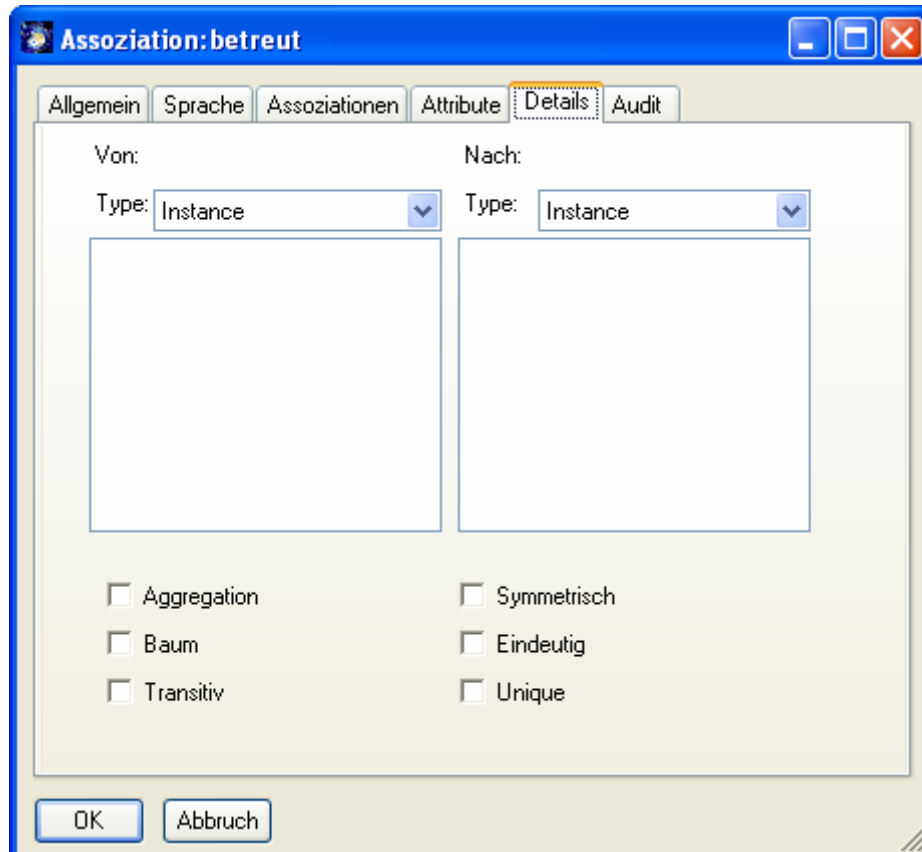 Assoziation: betreut
Allgemein Sprache Assoziationen Attribute Details Audit
Von: Nach:
Type: Instance Type: Instance
Aggregation Symmetrisch
Baum Eindeutig
Transitiv Unique
OK Abbruch